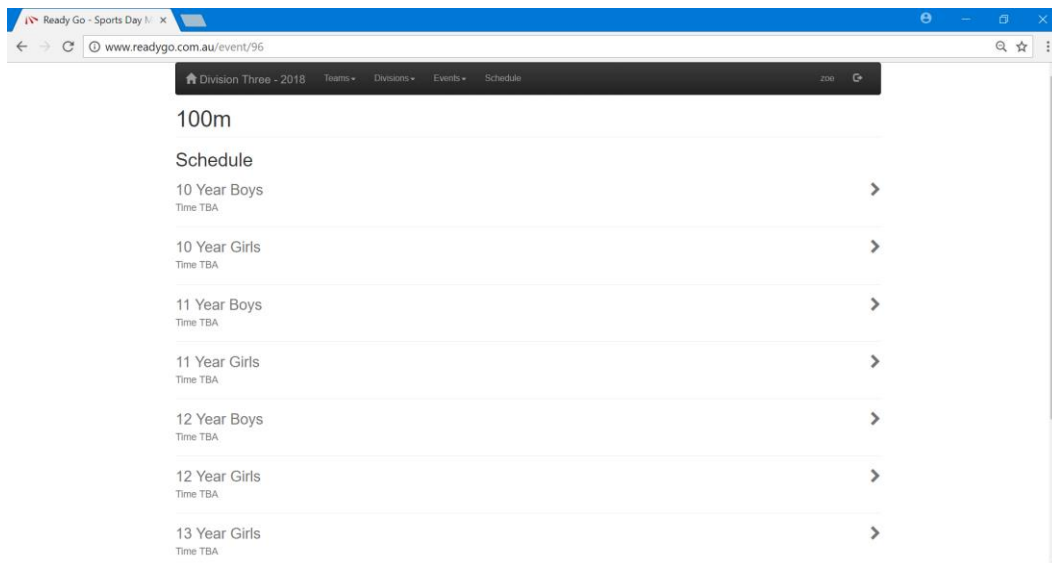 Ready Go - Sports Day M
www.readygo.com.au/event/96
Division Three - 2018 Teams Divisions Events Schedule zoe
100m
Schedule
10 Year Boys
Time TBA
10 Year Girls
Time TBA
11 Year Boys
Time TBA
11 Year Girls
Time TBA
12 Year Boys
Time TBA
12 Year Girls
Time TBA
13 Year Girls
Time TBA